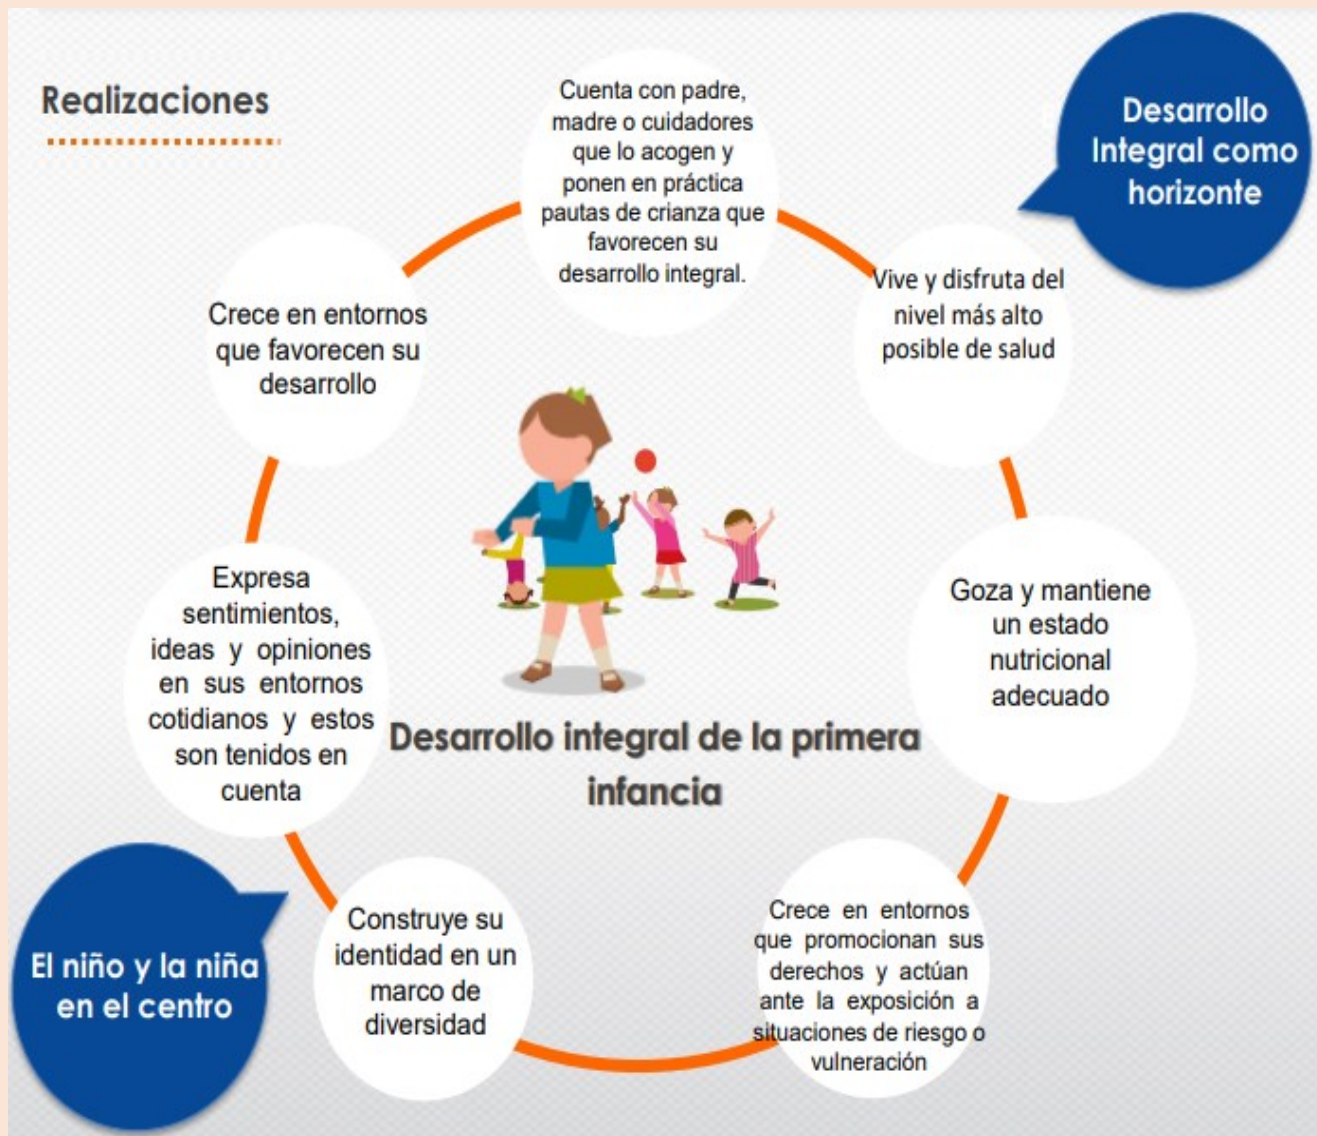 Realizaciones
Cuenta con padre,
madre o cuidadores
que lo acogen y
ponen en práctica
pautas de crianza que
favorecen su
desarrollo integral.
Desarrollo
Integral como
horizonte
Vive y disfruta del
nivel más alto
posible de salud
Crece en entornos
que favorecen su
desarrollo
Goza y mantiene
un estado
nutricional
adecuado
Expresa
sentimientos,
ideas y opiniones
en sus entornos
cotidianos y estos
son tenidos en
cuenta
Desarrollo integral de la primera
infancia
Crece en entornos
que promocionan sus
derechos y actúan
ante la exposición a
situaciones de riesgo o
vulneración
Construye su
identidad en un
marco de
diversidad
El niño y la niña
en el centro